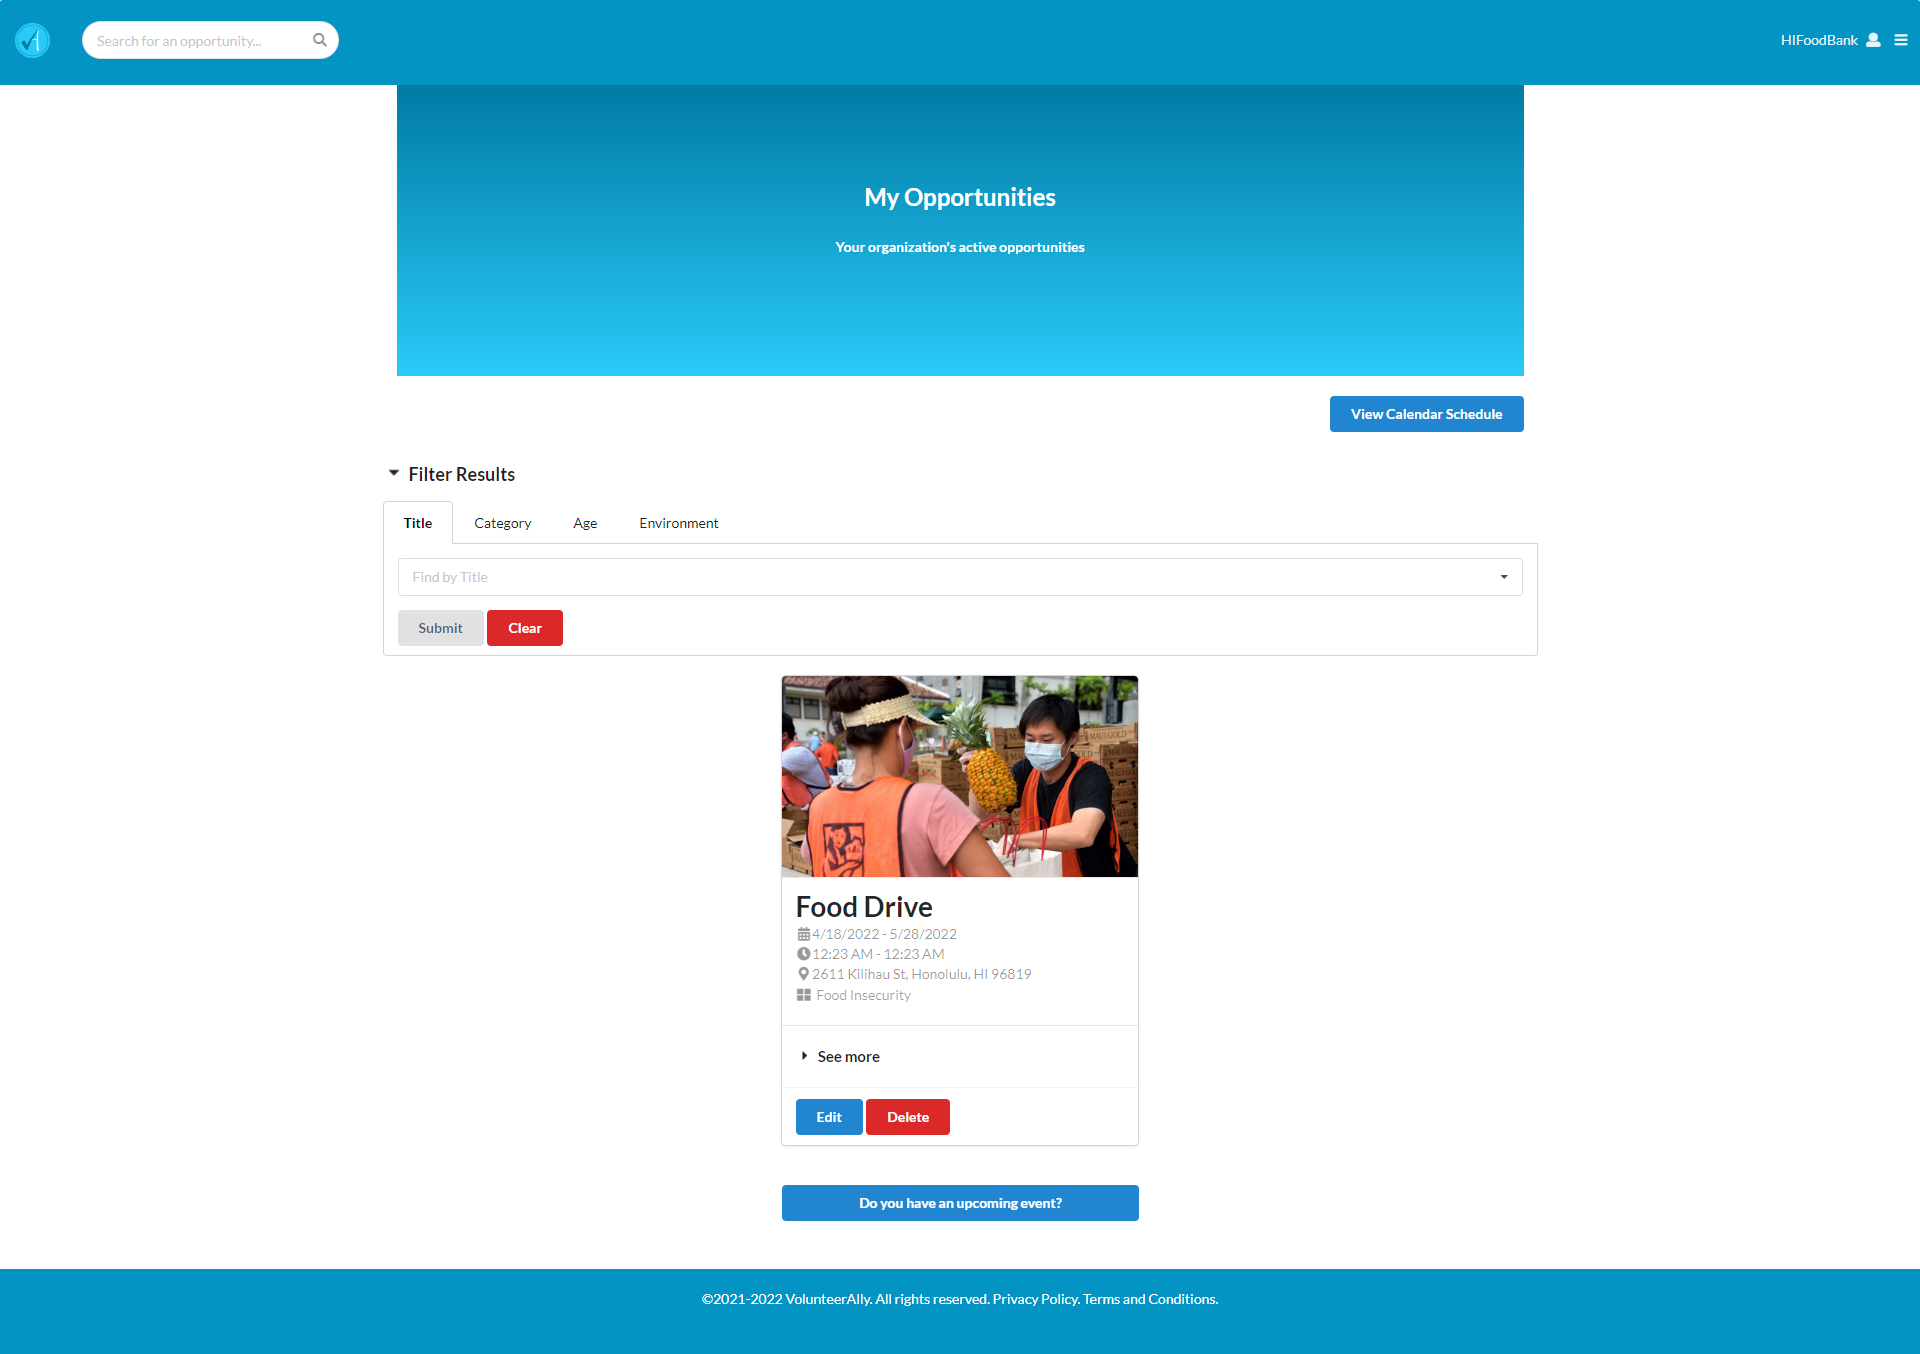 Search for an opportunity...
HIFoodBank
My Opportunities
Your organization's active opportunities
View Calendar Schedule
Filter Results
Title Category Age Environment
Find by Title
Submit Clear
MAUI GOLD
Food Drive
4/18/2022 - 5/28/2022
12:23 AM - 12:23 AM
2611 Kilihau St, Honolulu, HI 96819
Food Insecurity
See more
Edit Delete
Do you have an upcoming event?
©2021-2022 VolunteerAlly. All rights reserved. Privacy Policy. Terms and Conditions.